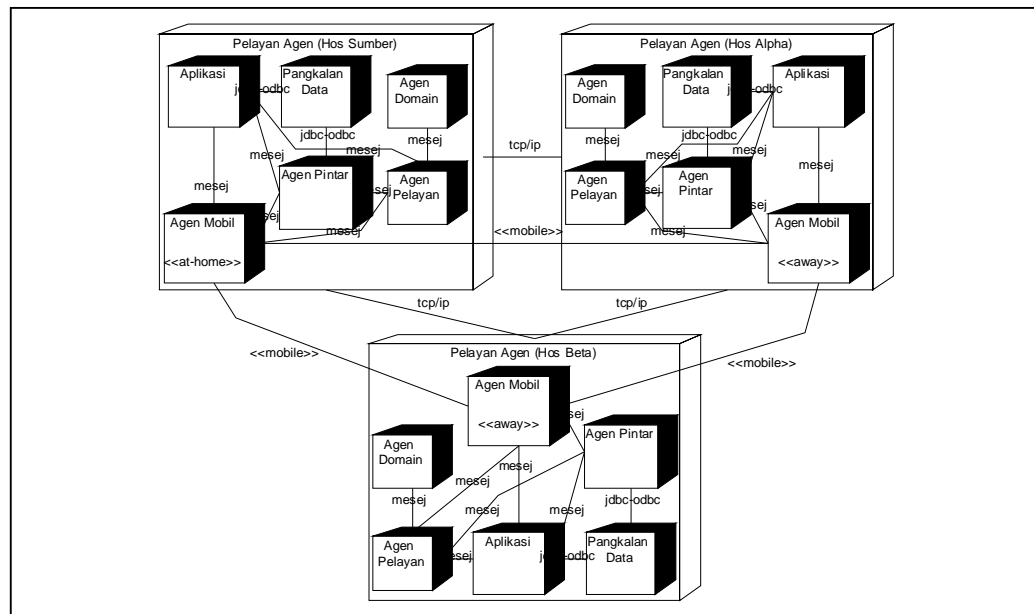 Pelayan Agen (Hos Sumber)
Aplikasi
Pangkalan
Data
Agen
Domain
jdbc-odbc
jdbc-odbc
mesej
mesej
mesej
mesej
Agen Pintar
mesej
Agen
Pelayan
mesej
mesej
Agen Mobil
<<at-home>>
tcp/ip
<<mobile>>
Pelayan Agen (Hos Alpha)
Agen
Domain
Pangkalan
Data
Aplikasi
jdbc-odbc
jdbc-odbc
mesej
mesej
mesej
mesej
Agen
Pelayan
mesej
Agen
Pintar
mesej
mesej
Agen Mobil
<<away>>
tcp/ip
tcp/ip
<<mobile>>
<<mobile>>
Pelayan Agen (Hos Beta)
Agen Mobil
<<away>>
mesej
Agen Pintar
Agen
Domain
mesej
mesej
mesej
mesej
mesej
jdbc-odbc
Agen
Pelayan
mesej
Aplikasi
jdbc-odbc
Pangkalan
Data